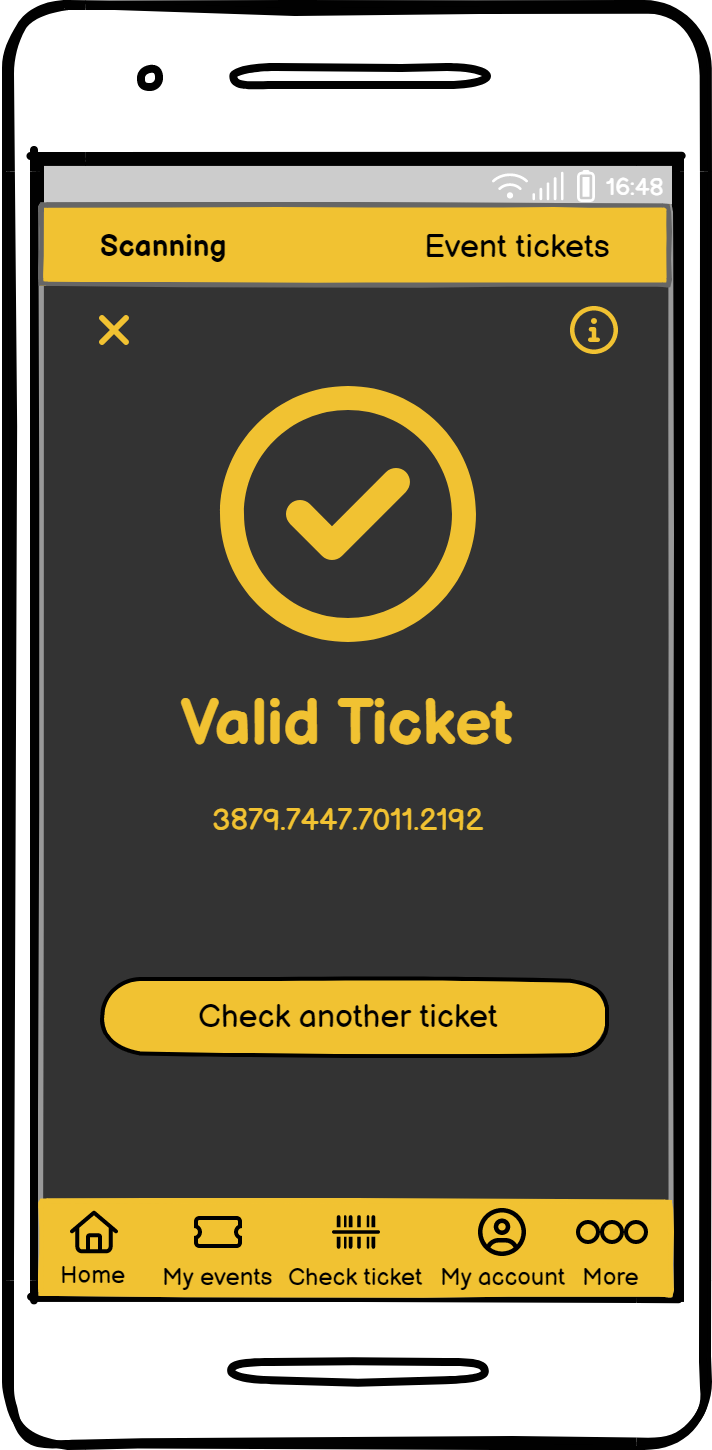 16:48
Scanning Event tickets
Valid Ticket
3879.7447.7011.2192
Check another ticket
Home My events Check ticket My account More